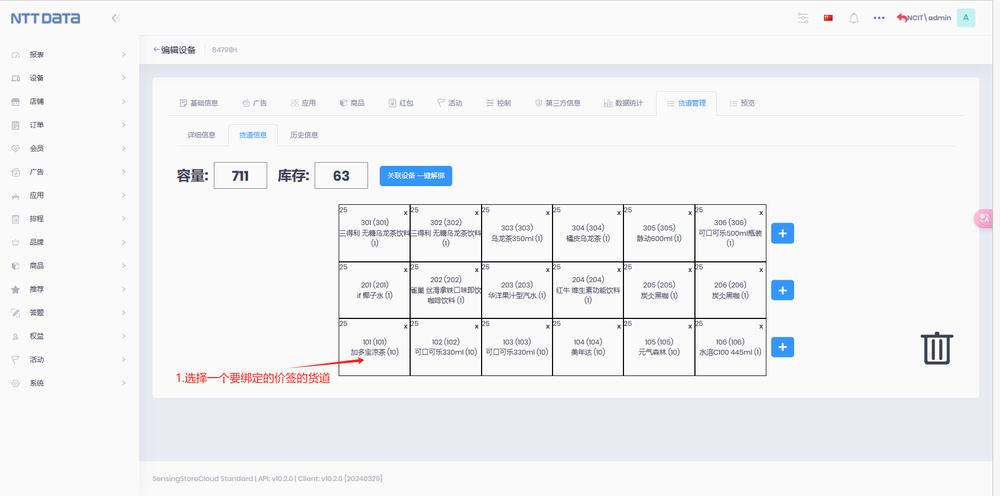 NTT DATA
NCIT\admin
A
编辑设备
84791|H
报表
设备
店铺
订单
会员
广告
应用
排程
品牌
商品
推荐
答题
权益
活动
系统
基础信息
广告
应用
商品
红包
活动
控制
第三方信息
数据统计
货道管理
预览
详细信息
货道信息
历史信息
容量:
711
库存:
63
关联设备一键解绑
25
x
301 (301)
三得利 无糖乌龙茶饮料
(1)
25
x
302 (302)
三得利 无糖乌龙茶饮料
(1)
25
x
303 (303)
乌龙茶350ml (1)
25
x
304 (304)
橘皮乌龙茶 (1)
25
x
305 (305)
脉动600ml (1)
25
x
306 (306)
可口可乐500ml瓶装
(1)
25
x
201 (201)
if 椰子水 (1)
25
x
202 (202)
雀巢 丝滑拿铁口味即饮
咖啡饮料 (1)
25
x
203 (203)
华洋果汁型汽水 (1)
25
x
204 (204)
红牛 维生素功能饮料
(1)
25
x
205 (205)
炭仌黑咖 (1)
25
x
206 (206)
炭仌黑咖 (1)
25
x
101 (101)
加多宝凉茶 (10)
25
x
102 (102)
可口可乐330ml (10)
25
x
103 (103)
可口可乐330ml (10)
25
x
104 (104)
美年达 (10)
25
x
105 (105)
元气森林 (10)
25
x
106 (106)
水溶C100 445ml (1)
1.选择一个要绑定的价签的货道
SensingStoreCloud Standard | API: v10.2.0 | Client: v10.2.0 [20240329]